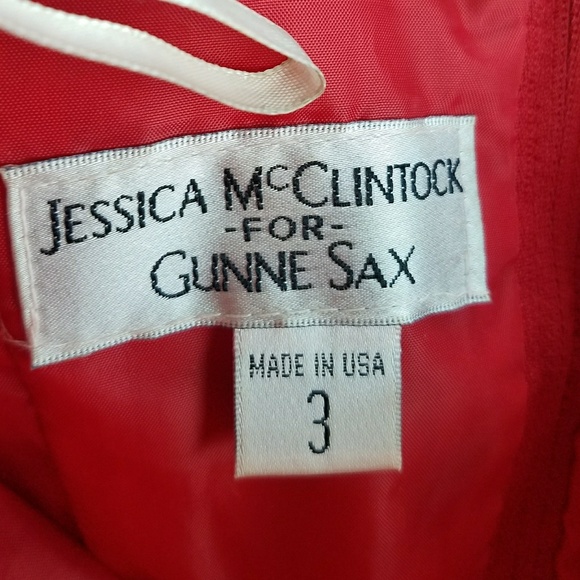 JESSICA McCLINTOCK
-FOR-
GUNNE SAX
MADE IN USA
3